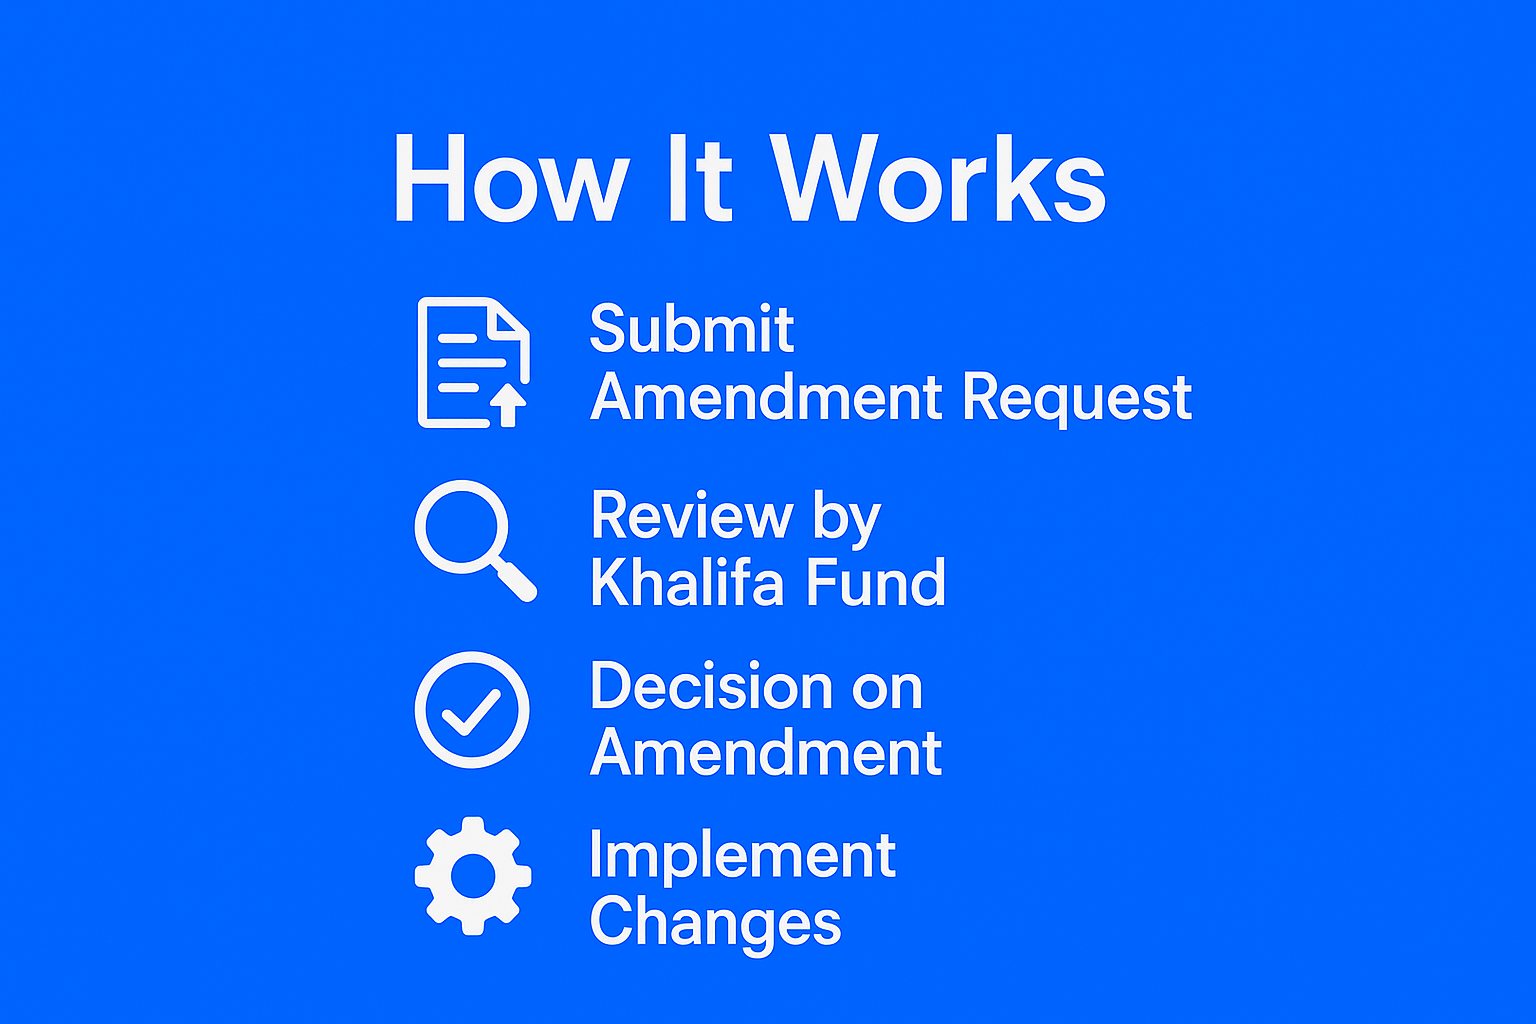 How It Works
Submit
Amendment Request
Review by
Khalifa Fund
Decision on
Amendment
Implement
Changes